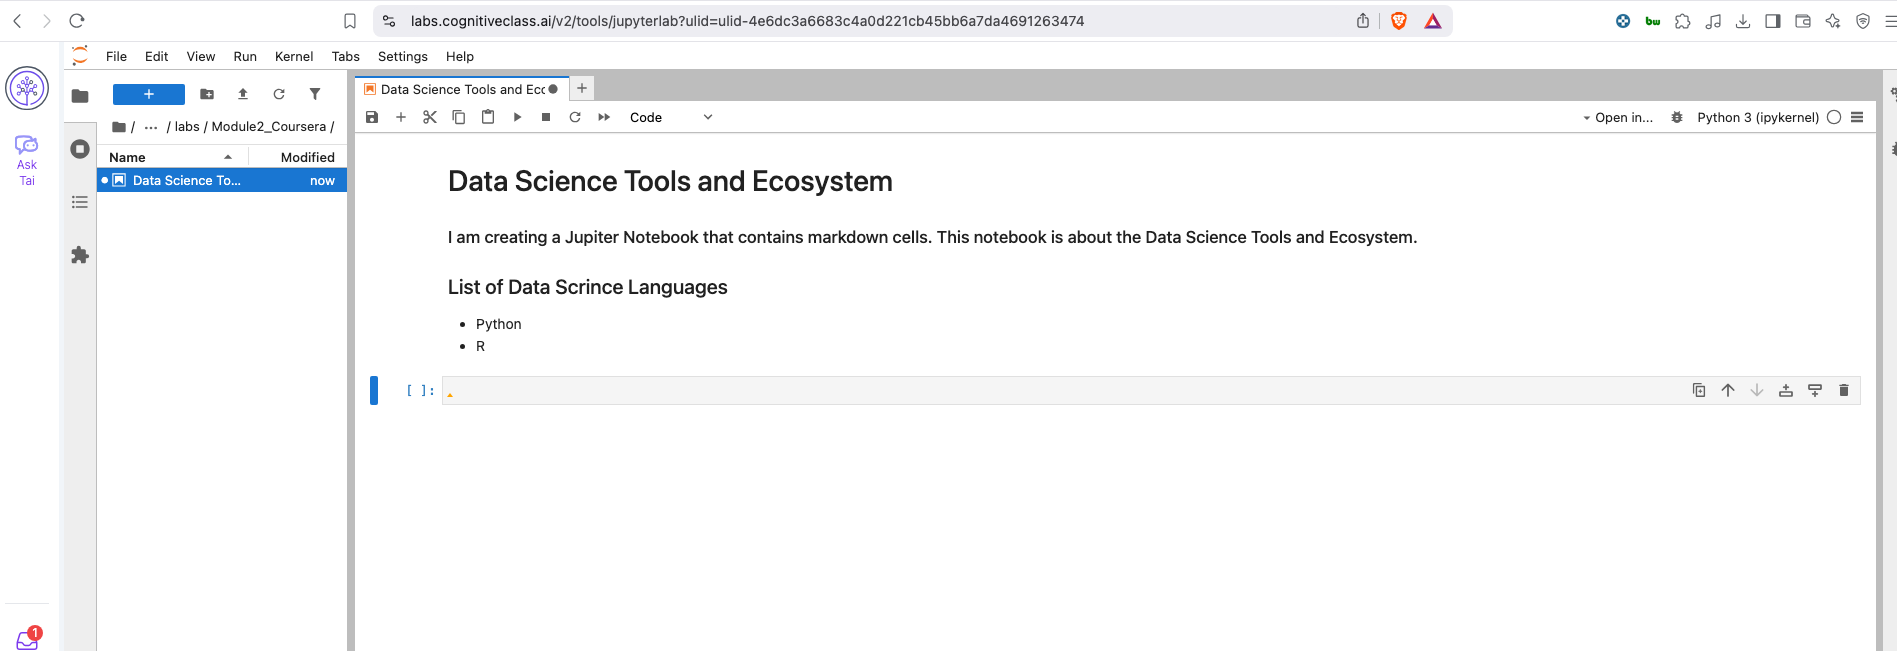 labs.cognitiveclass.ai/v2/tools/jupyterlab?ulid=ulid-4e6dc3a6683c4a0d221cb45bb6a7da4691263474
bw
File Edit View Run Kernel Tabs Settings Help
Ask
Tai
/ ... / labs / Module2_Coursera /
Name Modified
Data Science To... now
1
Data Science Tools and Ecc
Code
Open in...
Python 3 (ipykernel)
Data Science Tools and Ecosystem
I am creating a Jupiter Notebook that contains markdown cells. This notebook is about the Data Science Tools and Ecosystem.
List of Data Scrince Languages
• Python
• R
[ ]: